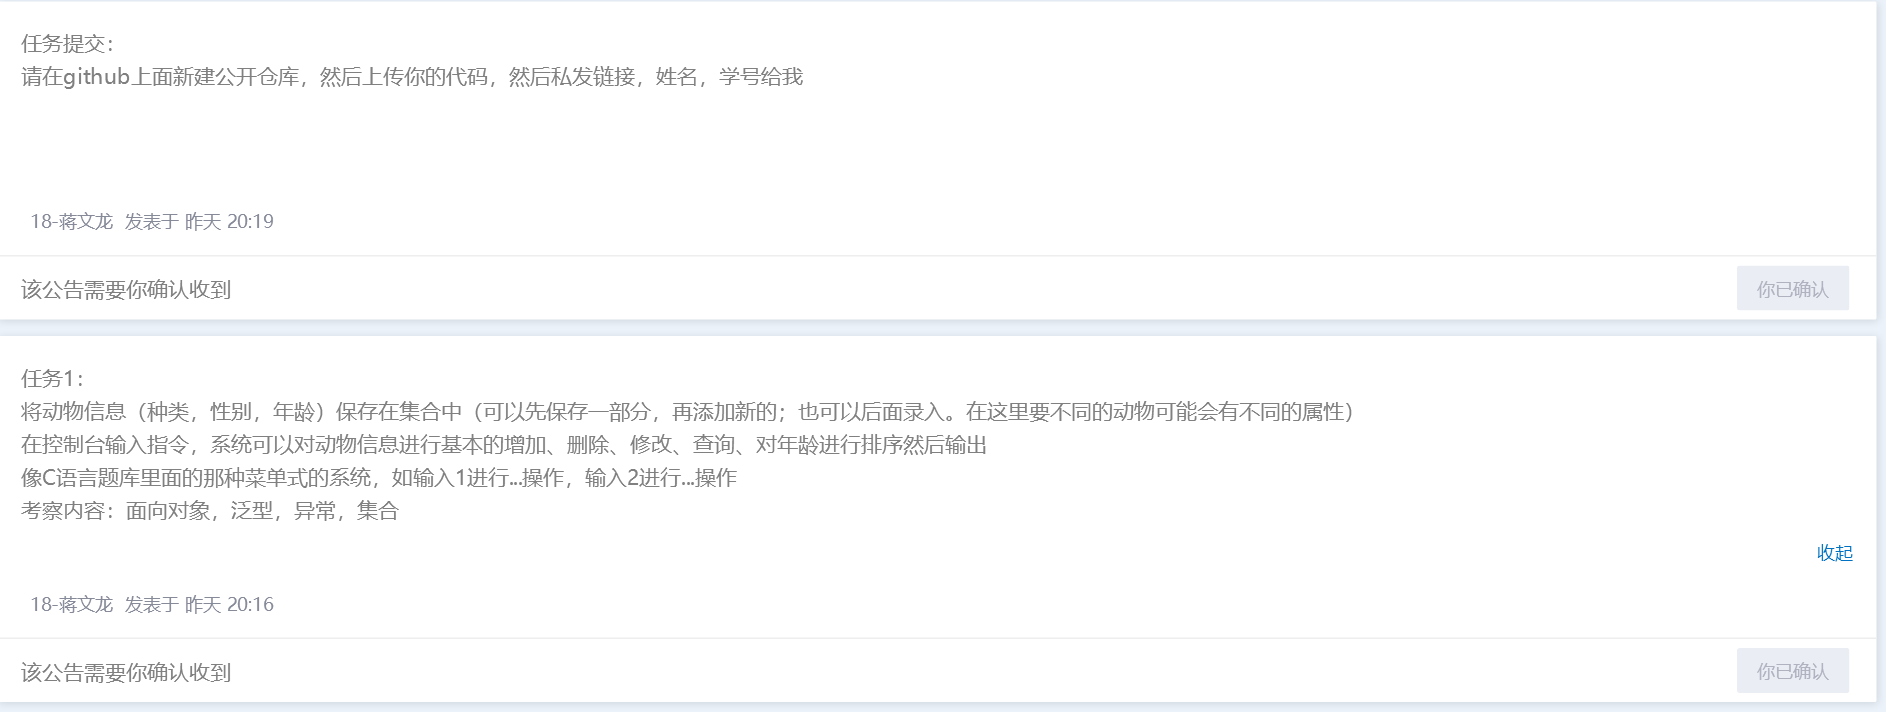 任务提交：
请在github上面新建公开仓库，然后上传你的代码，然后私发链接，姓名，学号给我
18-蒋文龙 发表于 昨天 20:19
该公告需要你确认收到
你已确认
任务1：
将动物信息（种类，性别，年龄）保存在集合中（可以先保存一部分，再添加新的；也可以后面录入。在这里要不同的动物可能会有不同的属性）
在控制台输入指令，系统可以对动物信息进行基本的增加、删除、修改、查询、对年龄进行排序然后输出
像C语言题库里面的那种菜单式的系统，如输入1进行...操作，输入2进行...操作
考察内容：面向对象，泛型，异常，集合
收起
18-蒋文龙 发表于 昨天 20:16
该公告需要你确认收到
你已确认